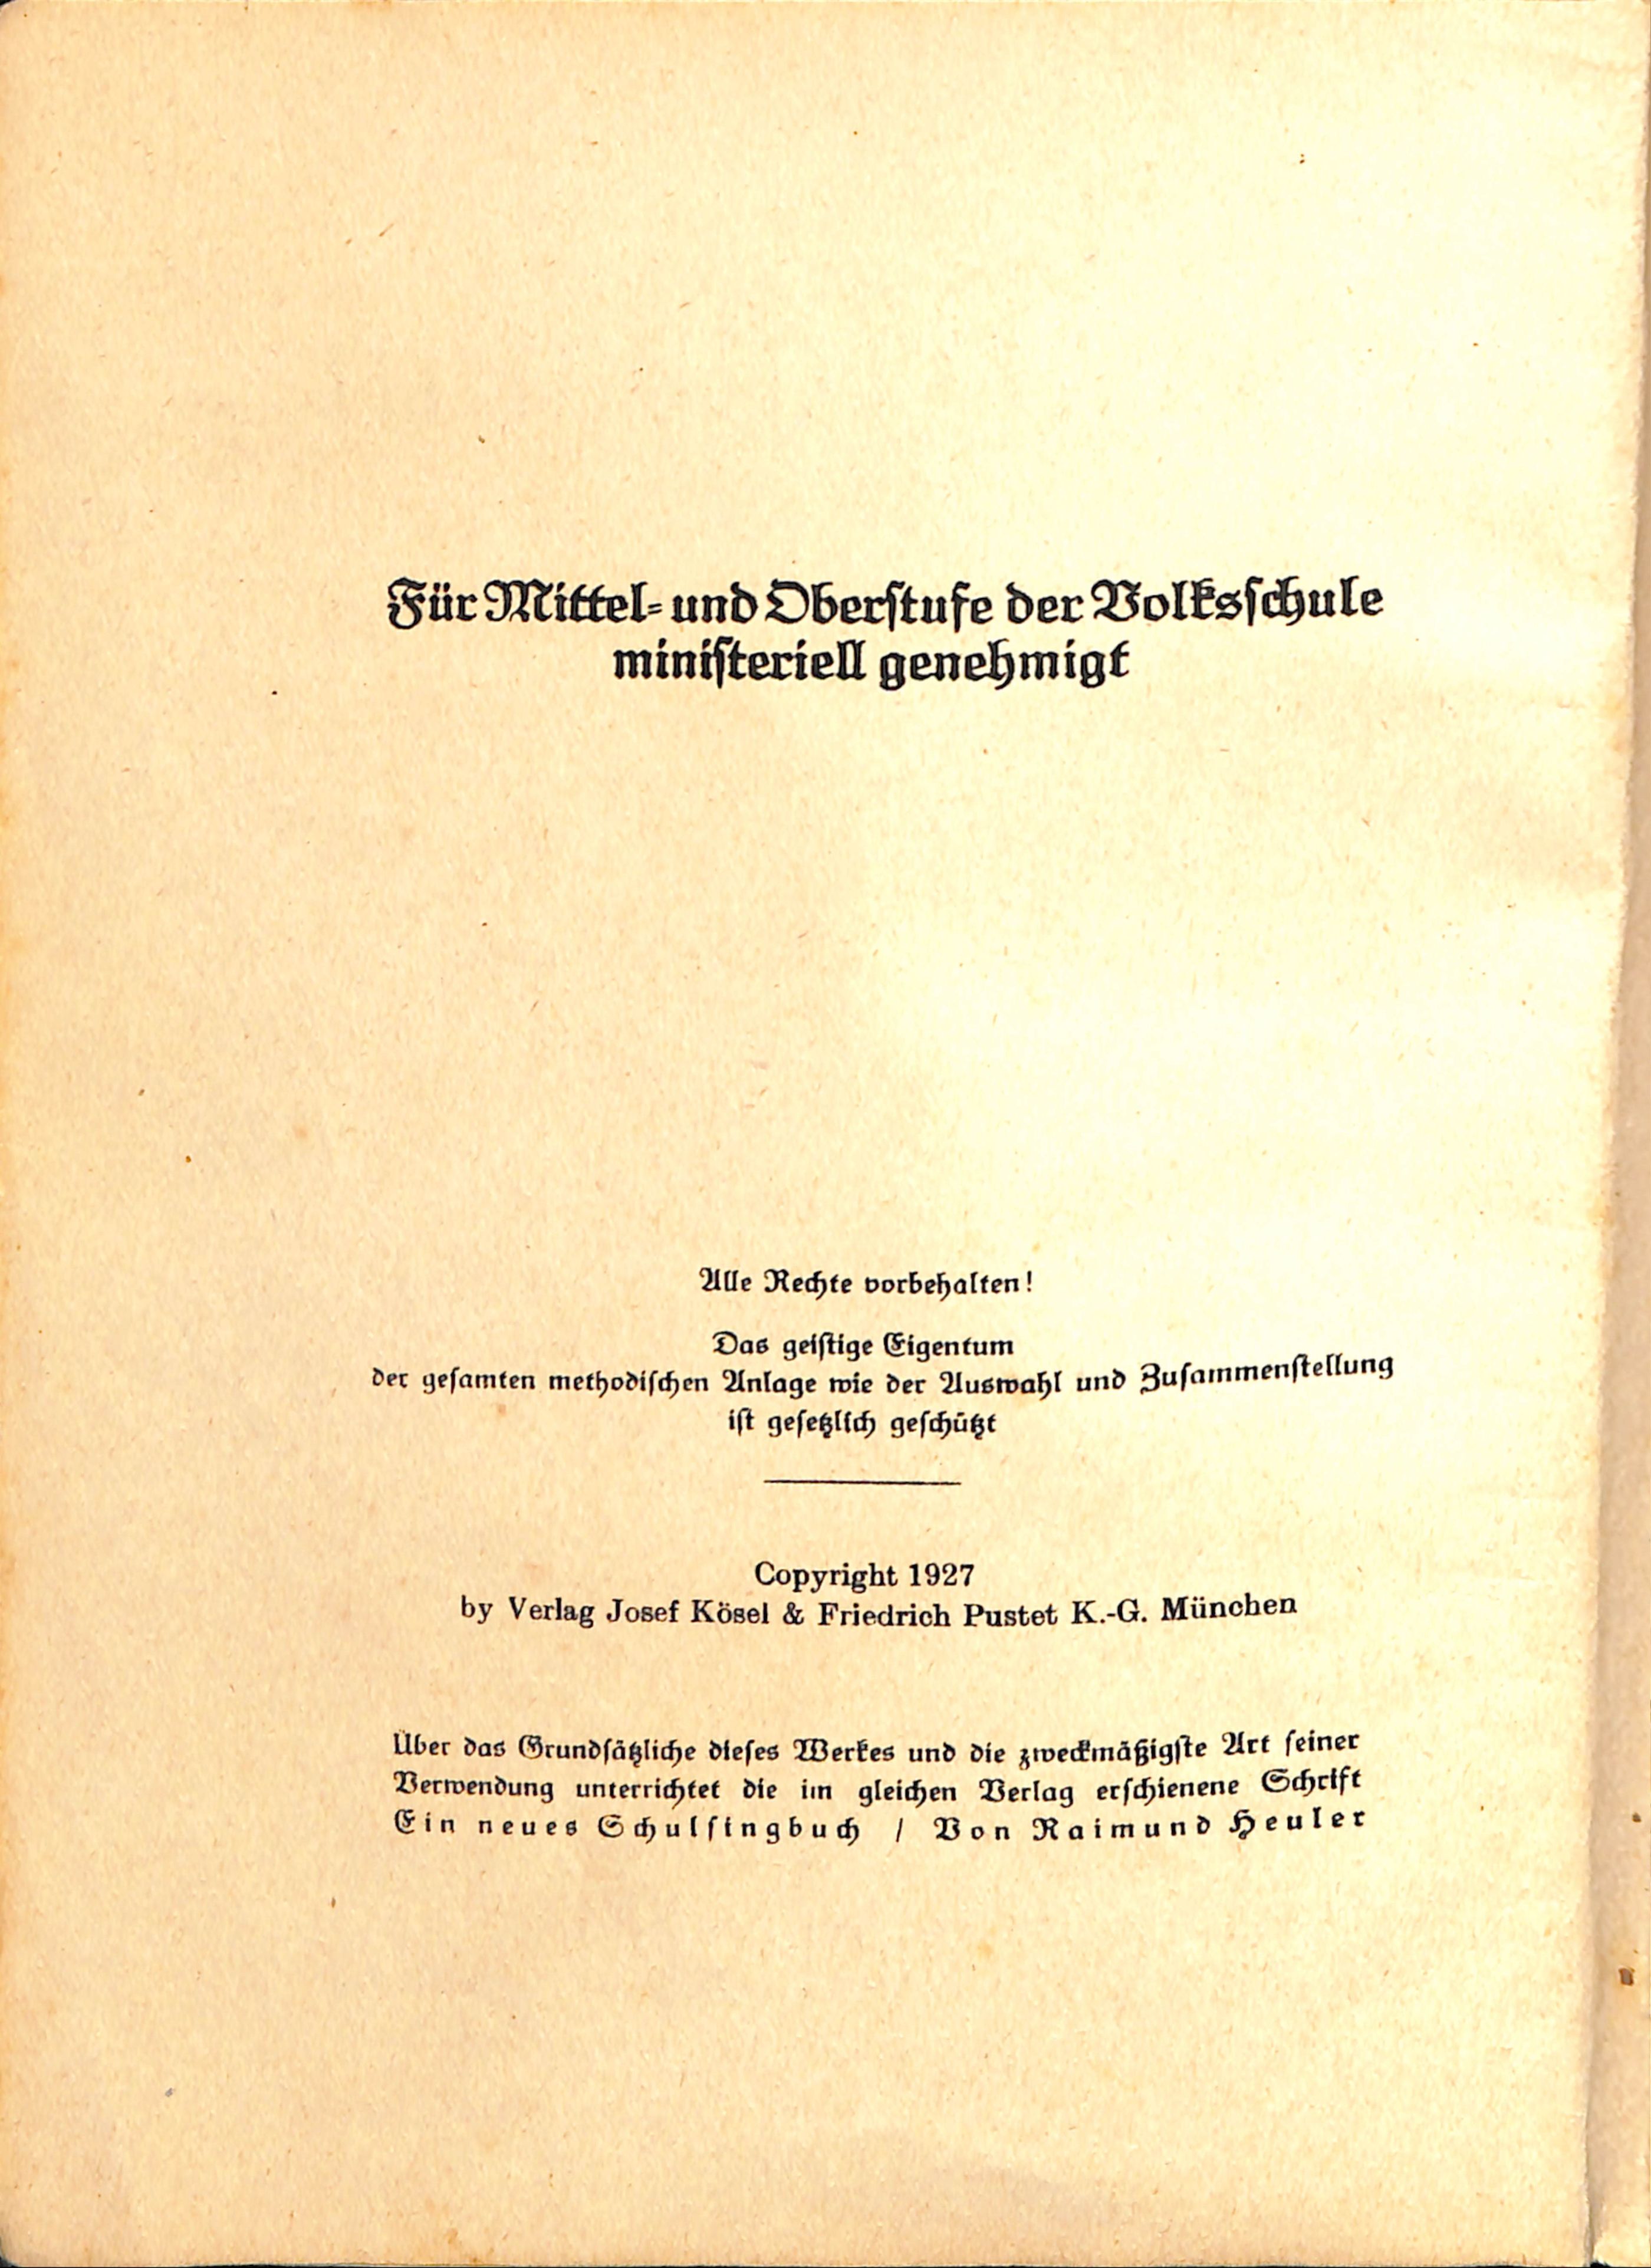 Für Mittel- und Oberstufe der Volksschule
ministeriell genehmigt
Alle Rechte vorbehalten!
Das geistige Eigentum
der gesamten methodischen Anlage wie der Auswahl und Zusammenstellung
ist gesetzlich geschützt
Copyright 1927
by Verlag Josef Kösel & Friedrich Pustet K.-G. München
Über das Grundsätzliche dieses Werkes und die zweckmäßigste Art seiner
Verwendung unterrichtet die im gleichen Verlag erschienene Schrift
Ein neues Schulsingbuch / Von Raimund Heuler